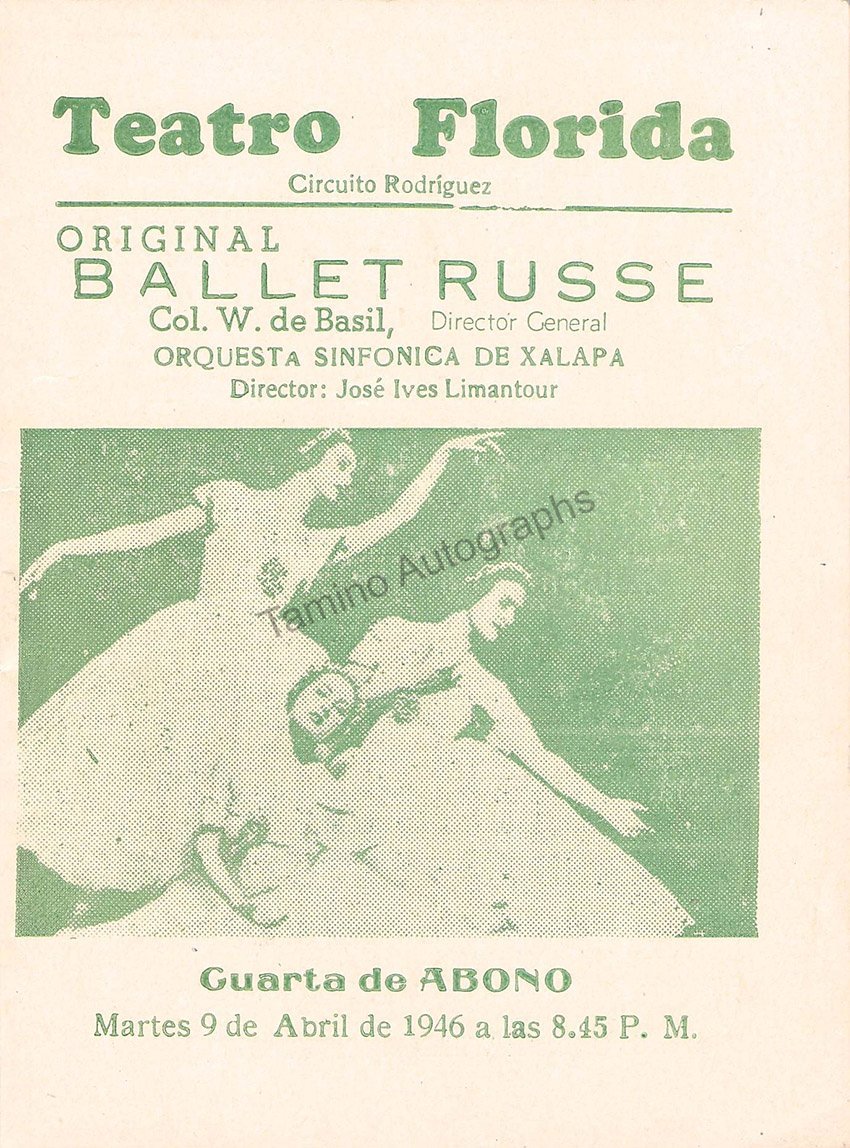 Teatro Florida
Circuito Rodríguez
ORIGINAL
BALLET RUSSE
Col. W. de Basil, Director General
ORQUESTA SINFONICA DE XALAPA
Director: José Ives Limantour
Tamino Autographs
Cuarta de ABONO
Martes 9 de Abril de 1946 a las 8.45 P. M.